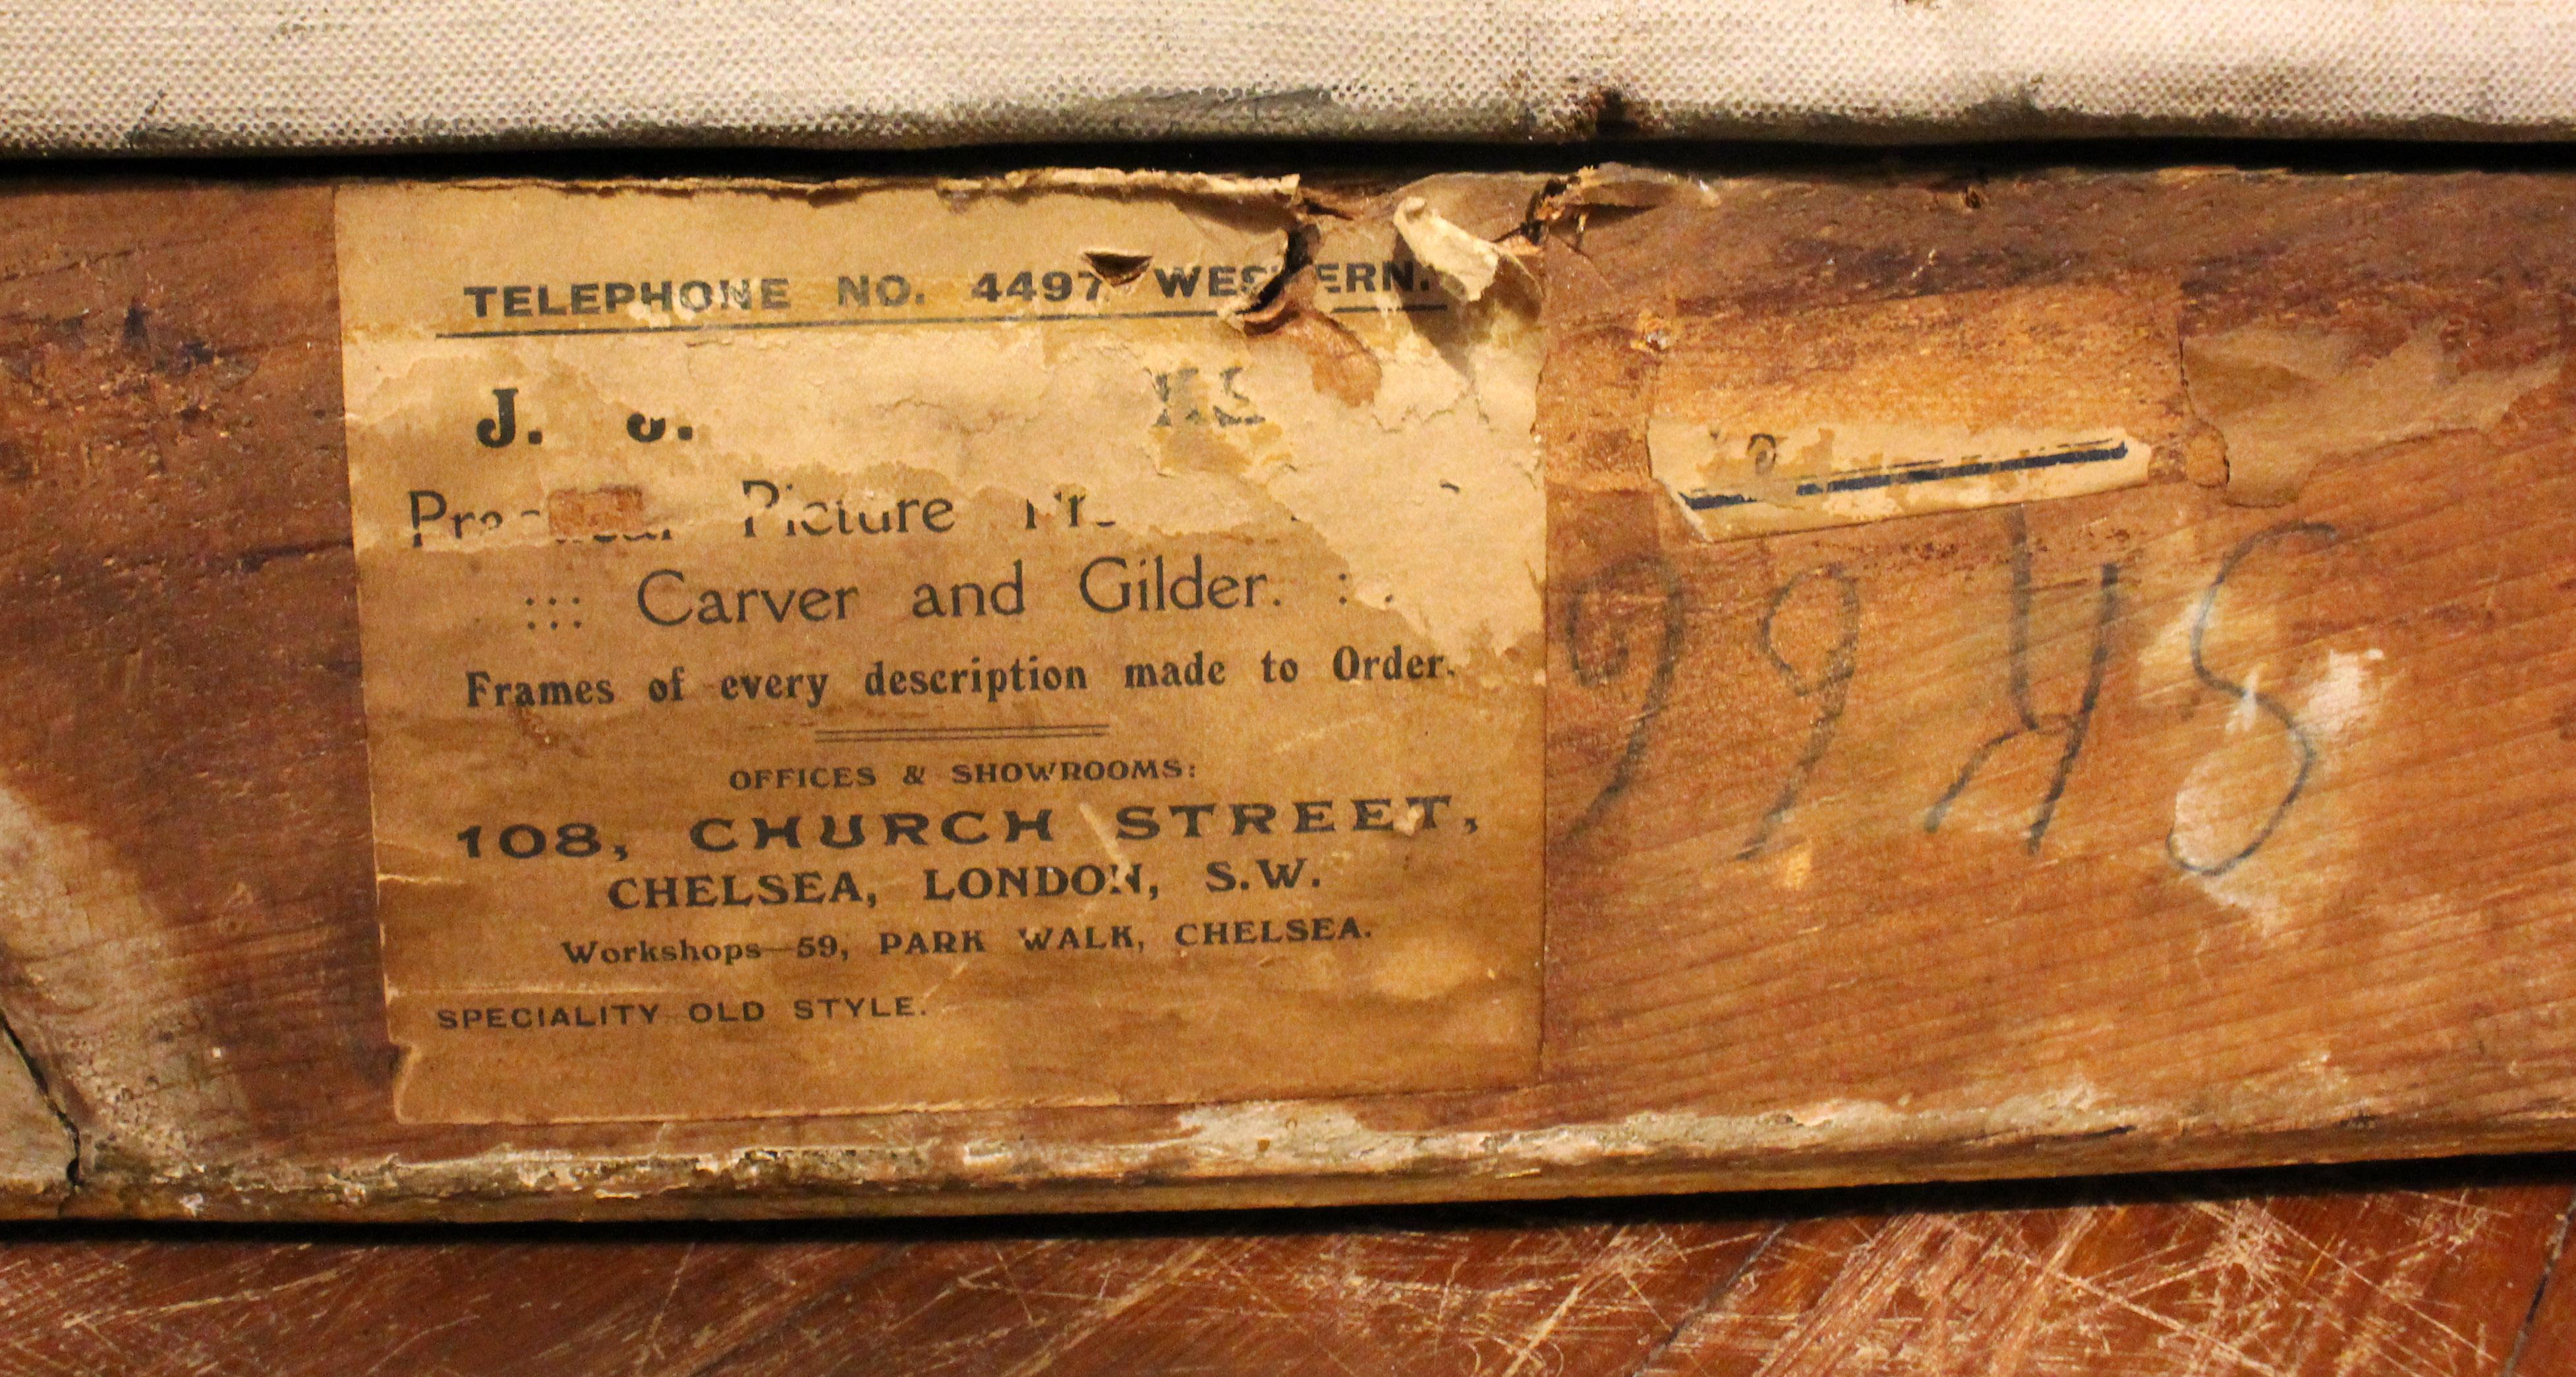 TELEPHONE NO. 4497 WESTERN.
J. J.
Picture
::: Carver and Gilder. :
Frames of every description made to Order.
OFFICES & SHOWROOMS:
108, CHURCH STREET,
CHELSEA, LONDON, S.W.
Workshops—59, PARK WALK, CHELSEA.
SPECIALITY OLD STYLE.